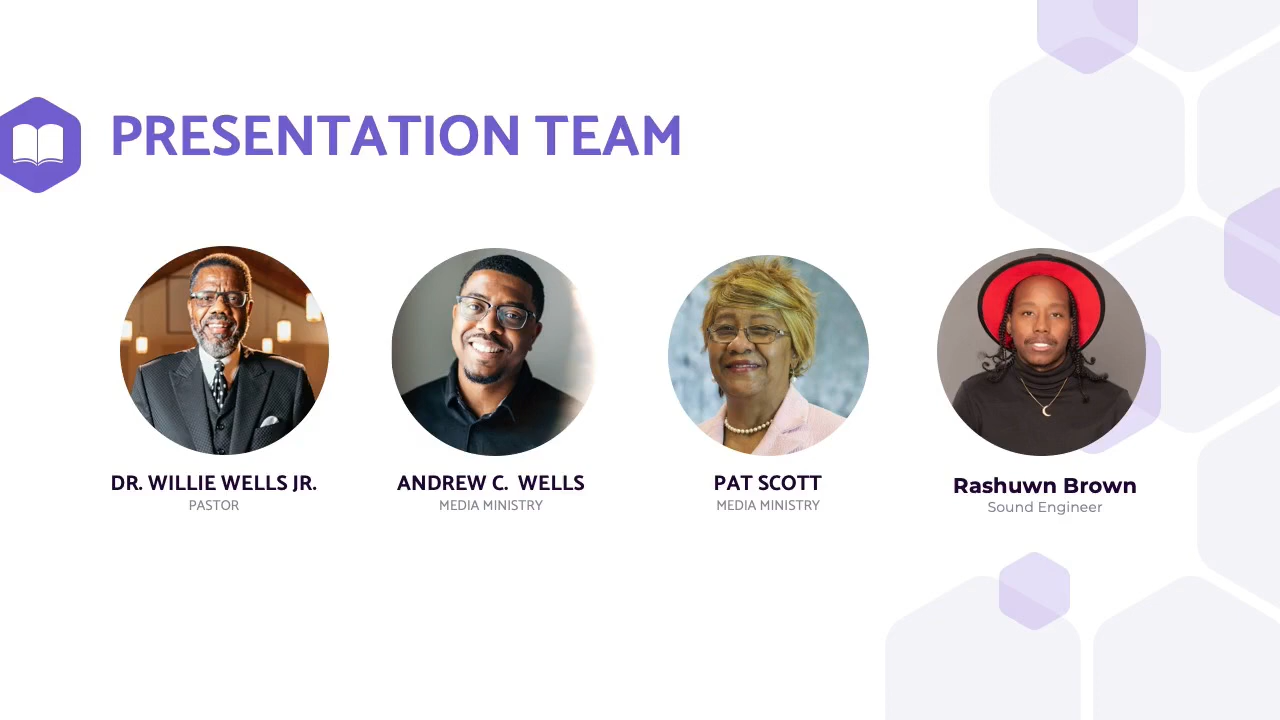 PRESENTATION TEAM
DR. WILLIE WELLS JR.
PASTOR
ANDREW C. WELLS
MEDIA MINISTRY
PAT SCOTT
MEDIA MINISTRY
Rashuwn Brown
Sound Engineer